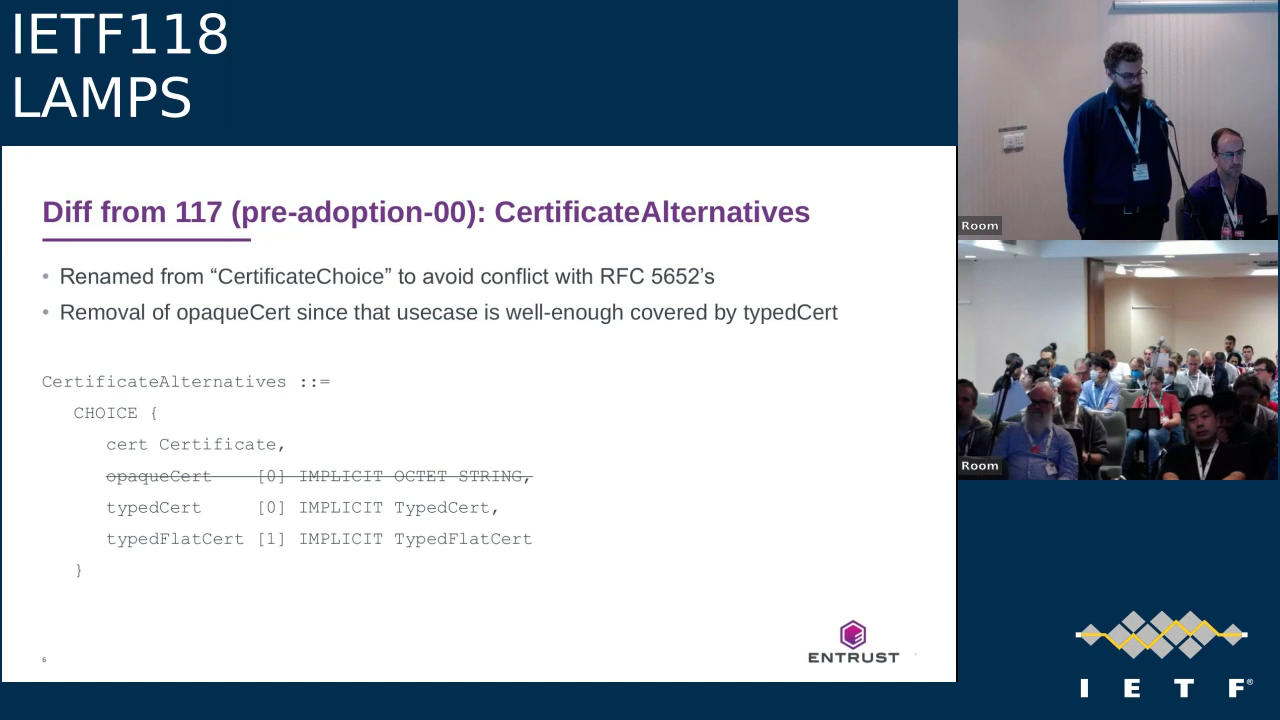 IETF118
LAMPS
Diff from 117 (pre-adoption-00): CertificateAlternatives
• Renamed from “CertificateChoice” to avoid conflict with RFC 5652’s
• Removal of opaqueCert since that usecase is well-enough covered by typedCert
CertificateAlternatives ::=
CHOICE {
cert Certificate,
opaqueCert [0] IMPLICIT OCTET STRING,
typedCert [0] IMPLICIT TypedCert,
typedFlatCert [1] IMPLICIT TypedFlatCert
}
6
ENTRUST
Room
Room
I E T F®